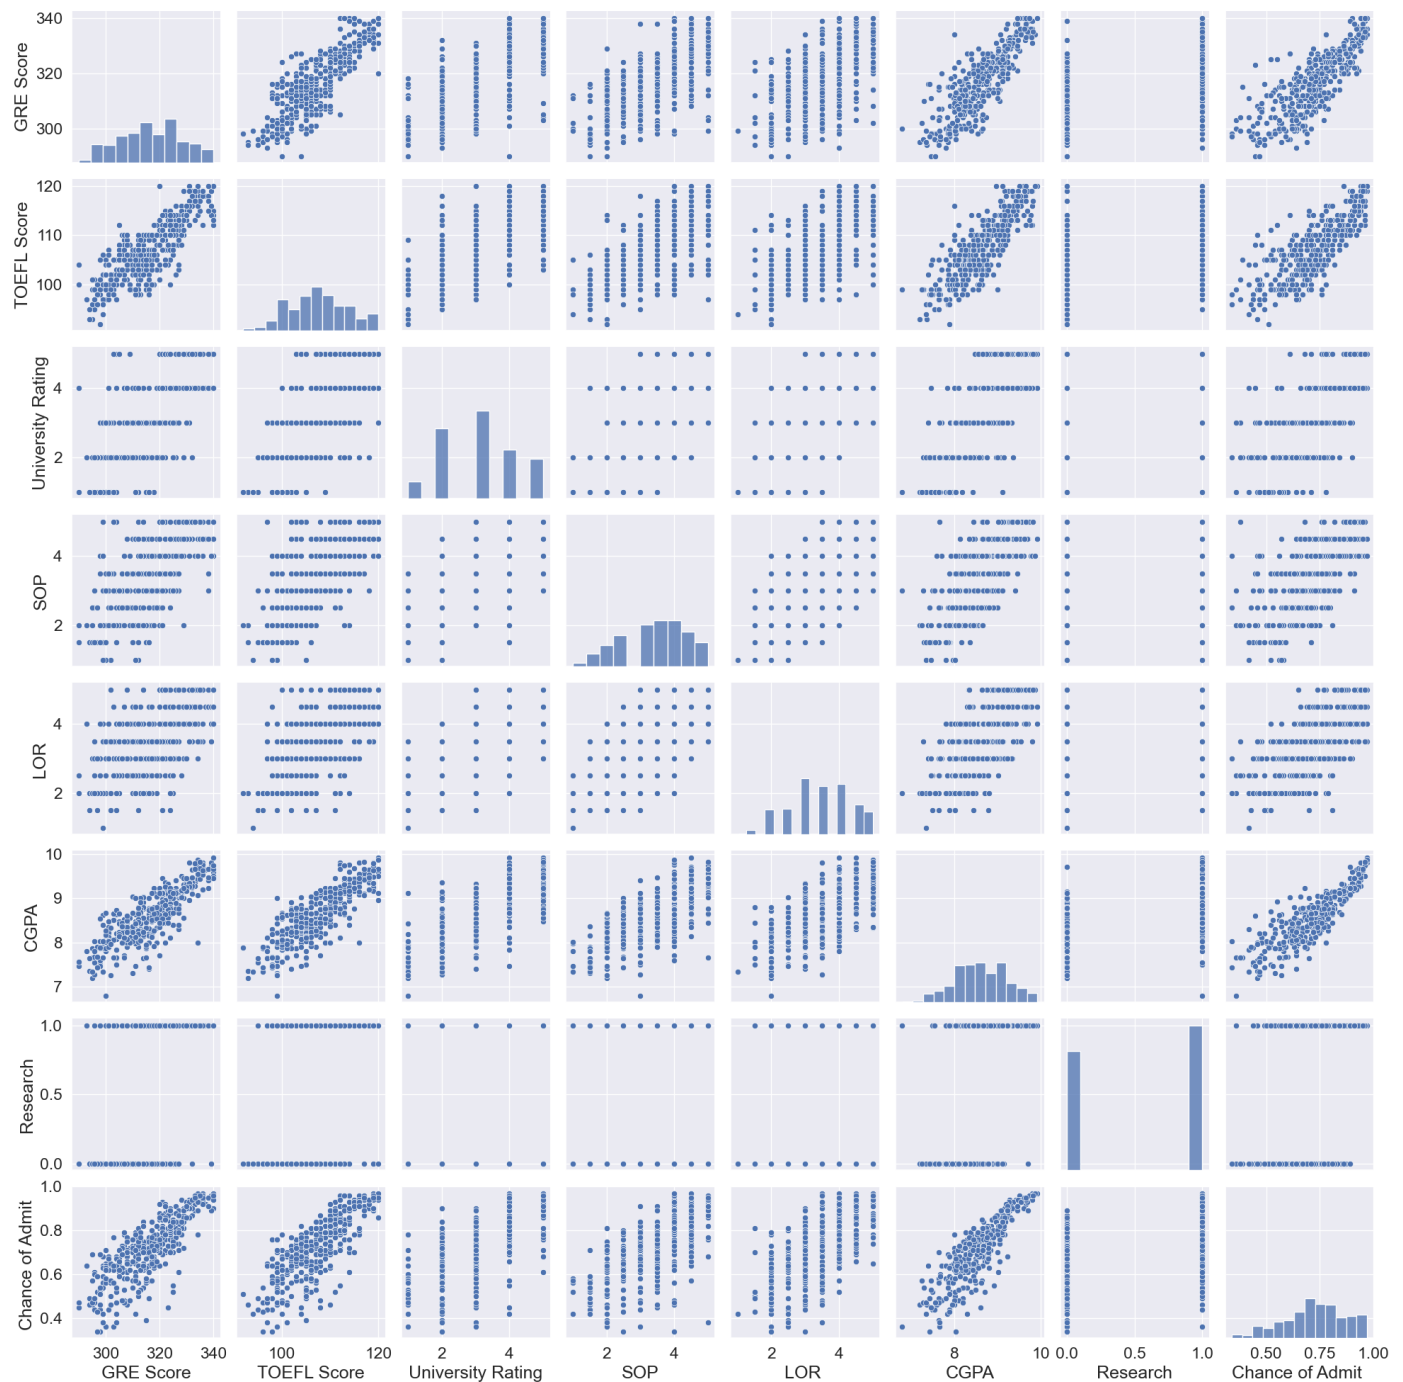 GRE Score
340
320
300
TOEFL Score
120
110
100
University Rating
4
2
SOP
4
2
LOR
4
2
CGPA
10
9
8
7
Research
1.0
0.5
0.0
Chance of Admit
1.0
0.8
0.6
0.4
300 320 340 100 120 2 4 2 4 2 4 8 10 0.0 0.5 1.0 0.50 0.75 1.00
GRE Score TOEFL Score University Rating SOP LOR CGPA Research Chance of Admit